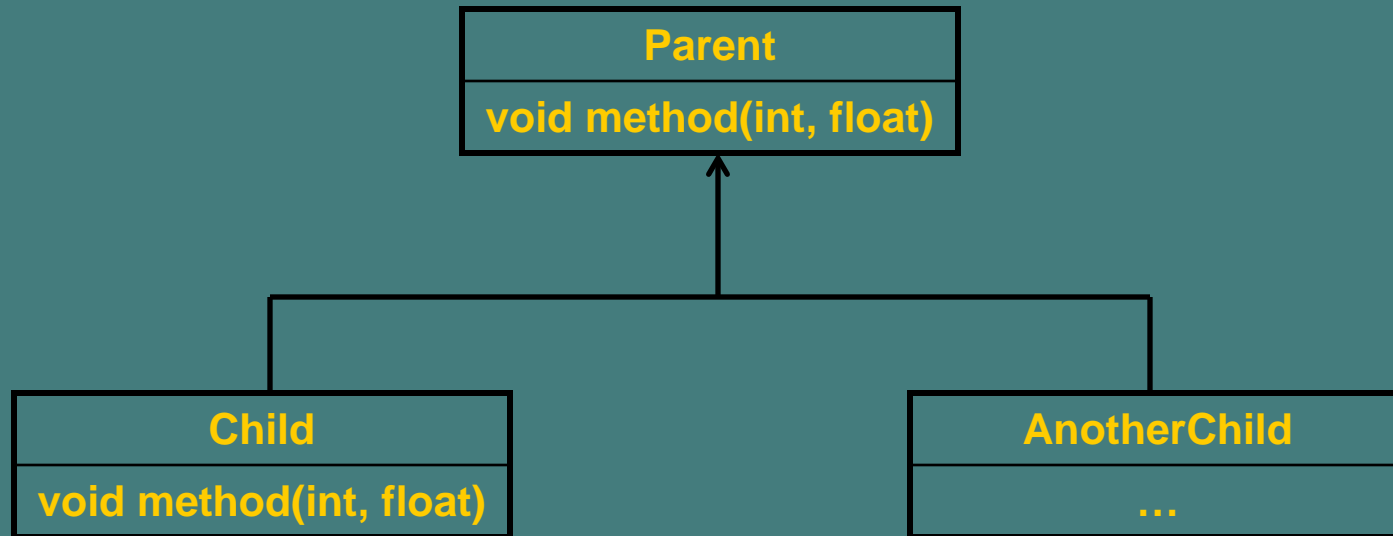 Parent
void method(int, float)
Child
void method(int, float)
AnotherChild
…